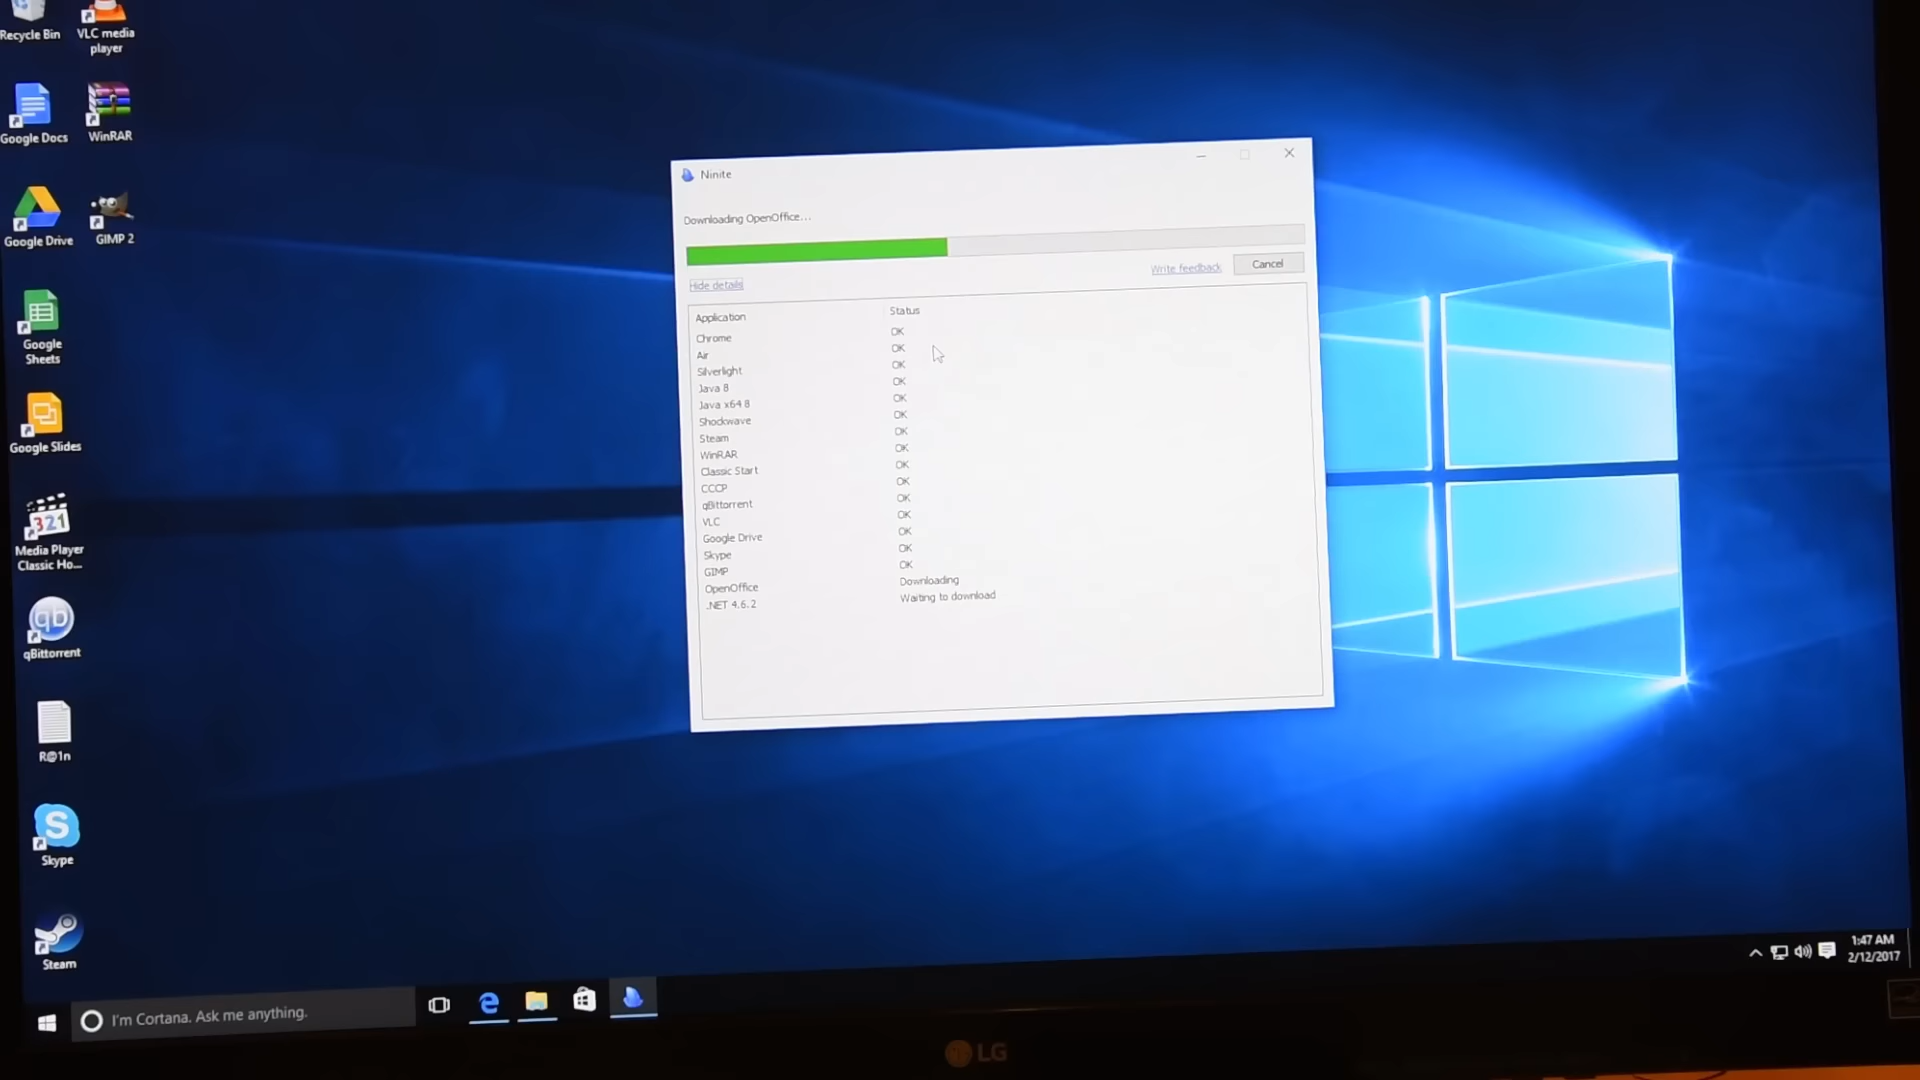 Recycle Bin
VLC media
player
Google Docs
WinRAR
Google Drive
GIMP 2
Google
Sheets
Google Slides
321
Media Player
Classic Ho...
qb
qBittorrent
R@1n
S
Skype
Steam
Ninite
Downloading OpenOffice...
Hide details
Write feedback
Cancel
Application Status
Chrome OK
Air OK
Silverlight OK
Java 8 OK
Java x64 8 OK
Shockwave OK
Steam OK
WinRAR OK
Classic Start OK
CCCP OK
qBittorrent OK
VLC OK
Google Drive OK
Skype OK
GIMP OK
OpenOffice Downloading
.NET 4.6.2 Waiting to download
I'm Cortana. Ask me anything.
1:47 AM
2/12/2017
LG